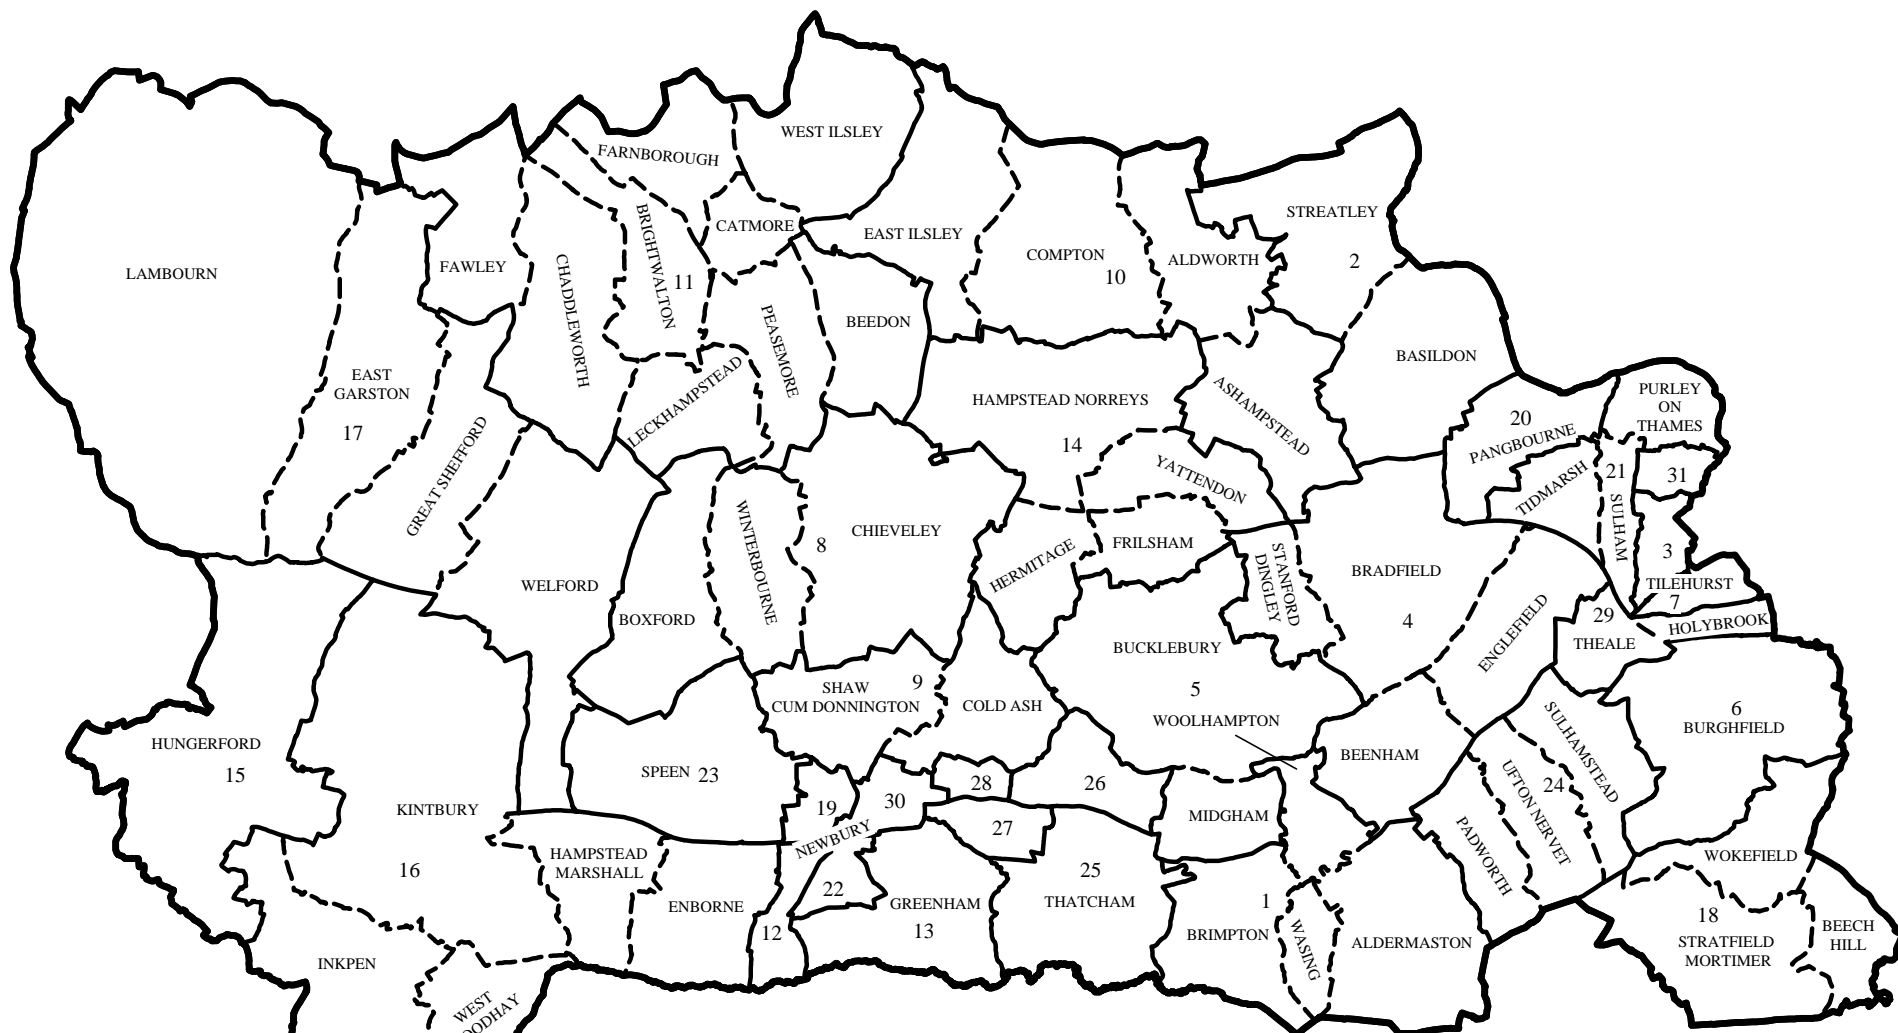 WEST ILSLEY
FARNBOROUGH
CATMORE
STREATLEY
2
EAST ILSLEY
COMPTON
10
ALDWORTH
LAMBOURN
FAWLEY
CHADDLEWORTH
BRIGHTWALTON
11
PEASEMORE
BEEDON
BASILDON
EAST
GARSTON
17
LECKHAMPSTEAD
HAMPSTEAD NORREYS
14
ASHAMPSTEAD
PURLEY
ON
THAMES
20
PANGBOURNE
GREAT SHEFFORD
YATTENDON
TIDMARSH
21
SULHAM
31
WINTERBOURNE
8
CHIEVELEY
FRILSHAM
HERMITAGE
STANFORD
DINGLEY
BRADFIELD
4
3
TILEHURST
7
WELFORD
BOXFORD
ENGLEFIELD
29
THEALE
HOLYBROOK
BUCKLEBURY
5
SHAW
CUM DONNINGTON
9
COLD ASH
WOOLHAMPTON
SULHAMSTEAD
6
BURGHFIELD
HUNGERFORD
15
SPEEN 23
BEENHAM
KINTBURY
16
19
30
28
26
UFTON NERVET
24
NEWBURY
27
MIDGHAM
PADWORTH
HAMPSTEAD
MARSHALL
WOKEFIELD
22
25
THATCHAM
ENBORNE
12
GREENHAM
13
1
BRIMPTON
WASING
ALDERMASTON
18
STRATFIELD
MORTIMER
BEECH
HILL
INKPEN
WEST
OODHAY